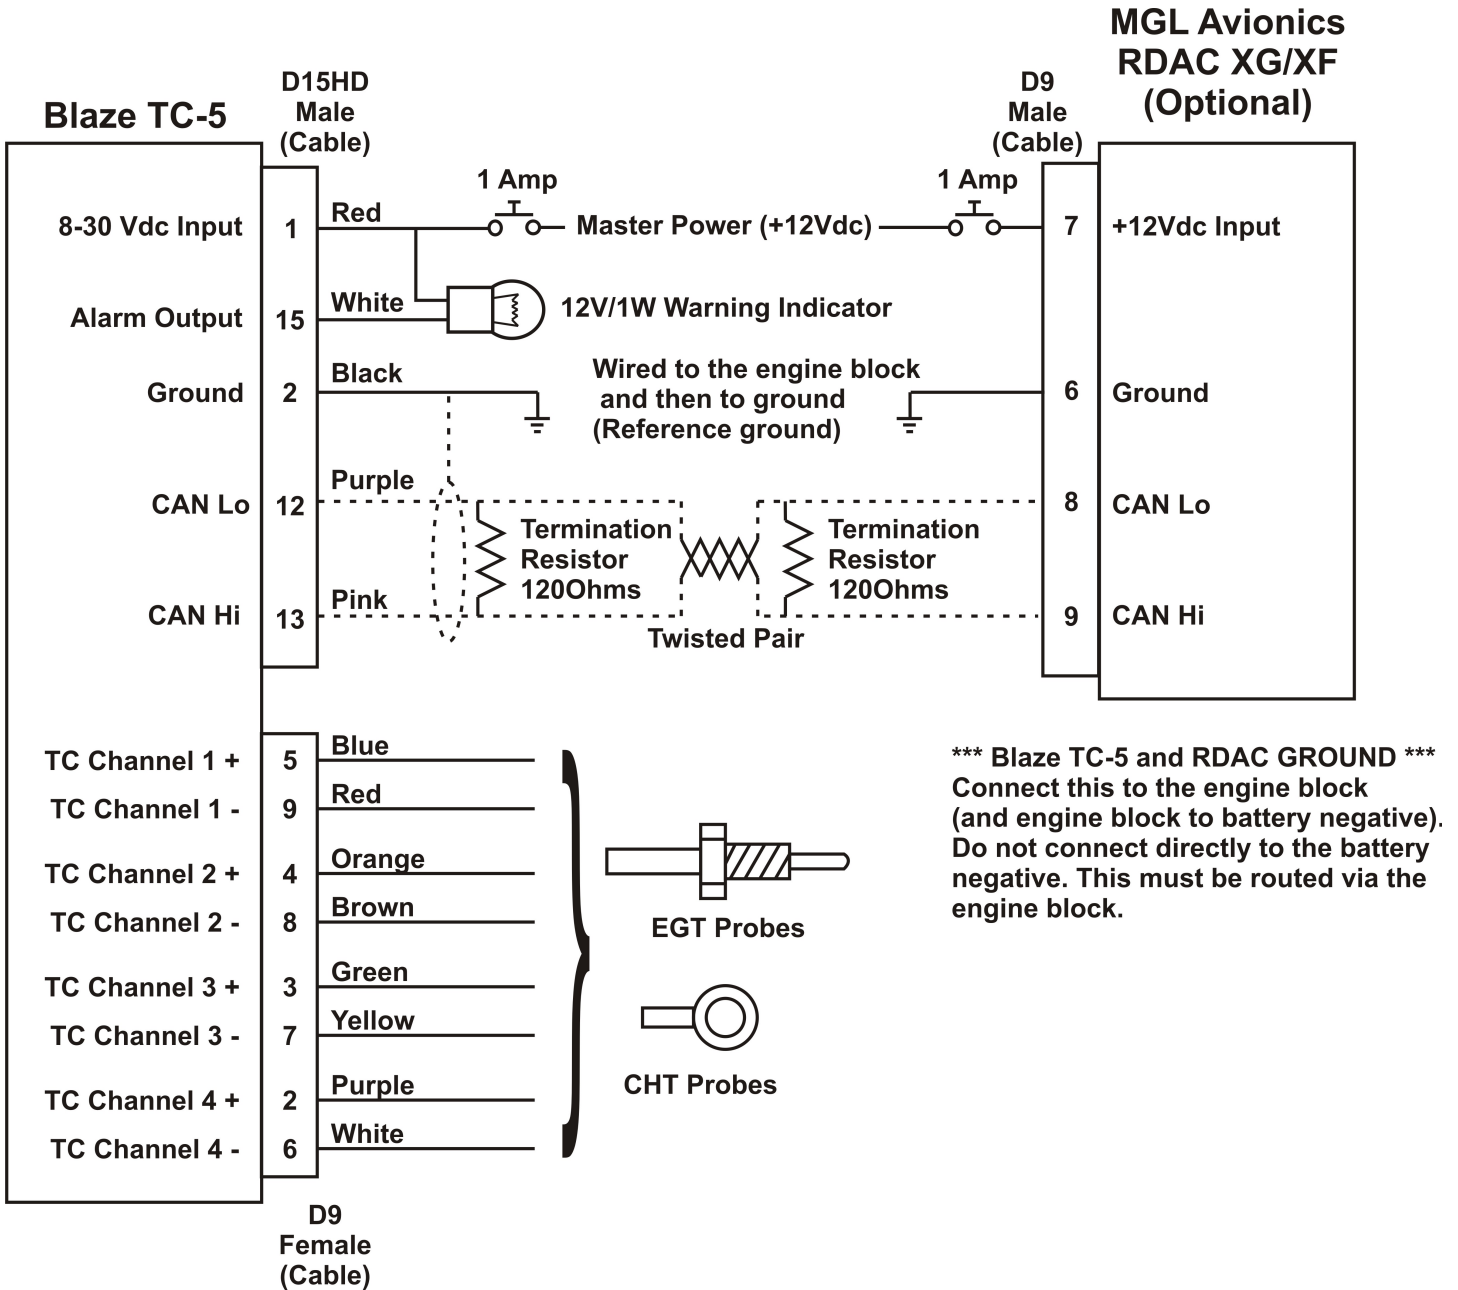 MGL Avionics
RDAC XG/XF
(Optional)
D15HD
Male
(Cable)
D9
Male
(Cable)
Blaze TC-5
1 Amp
1 Amp
8-30 Vdc Input
1
Red
Master Power (+12Vdc)
7
+12Vdc Input
Alarm Output
15
White
12V/1W Warning Indicator
Ground
2
Black
Wired to the engine block
and then to ground
(Reference ground)
6
Ground
CAN Lo
12
Purple
8
CAN Lo
Termination
Resistor
120Ohms
Termination
Resistor
120Ohms
CAN Hi
13
Pink
Twisted Pair
9
CAN Hi
TC Channel 1 +
5
Blue
TC Channel 1 -
9
Red
TC Channel 2 +
4
Orange
TC Channel 2 -
8
Brown
TC Channel 3 +
3
Green
TC Channel 3 -
7
Yellow
TC Channel 4 +
2
Purple
TC Channel 4 -
6
White
EGT Probes
CHT Probes
*** Blaze TC-5 and RDAC GROUND ***
Connect this to the engine block
(and engine block to battery negative).
Do not connect directly to the battery
negative. This must be routed via the
engine block.
D9
Female
(Cable)